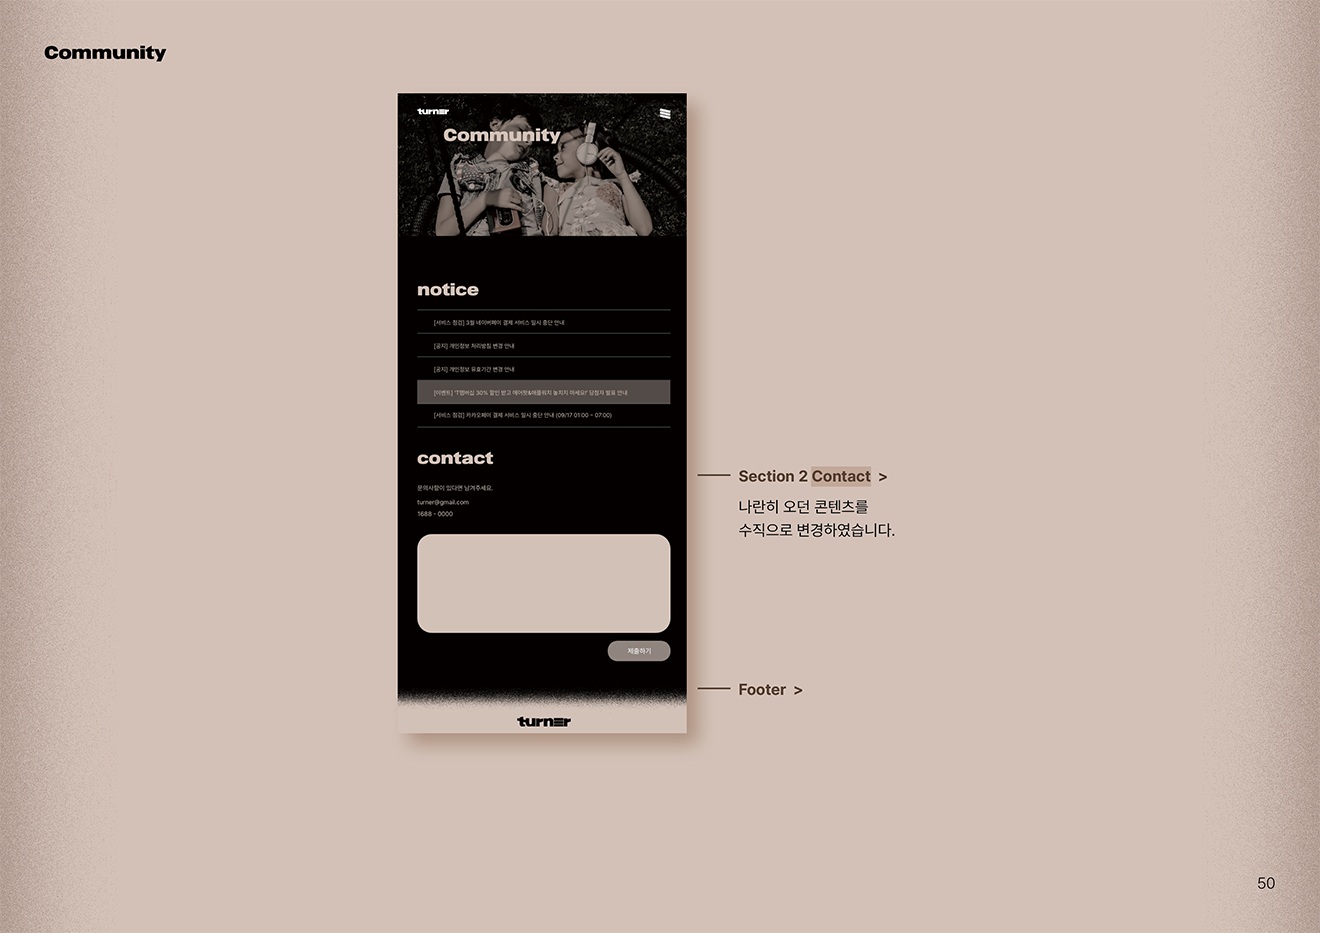 Community
turner
Community
notice
[서비스 점검] 3월 네이버페이 결제 서비스 일시 중단 안내
[공지] 개인정보 처리방침 변경 안내
[공지] 개인정보 유효기간 변경 안내
[이벤트] 'T멤버십 30% 할인 받고 에어팟&애플워치 놓치지 마세요!' 당첨자 발표 안내
[서비스 점검] 카카오페이 결제 서비스 일시 중단 안내 (09/17 01:00 ~ 07:00)
contact
문의사항이 있다면 남겨주세요.
turner@gmail.com
1688 - 0000
제출하기
turner
Section 2 Contact >
나란히 오던 콘텐츠를
수직으로 변경하였습니다.
Footer >
50